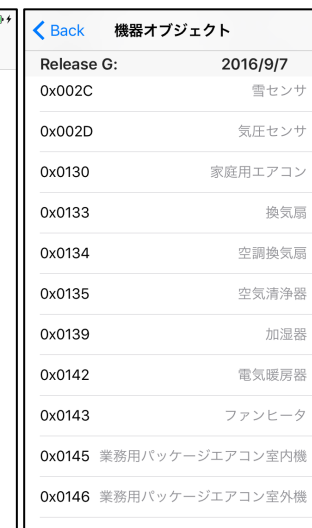 Back 機器オブジェクト
Release G: 2016/9/7
0x002C 雪センサ
0x002D 気圧センサ
0x0130 家庭用エアコン
0x0133 換気扇
0x0134 空調換気扇
0x0135 空気清浄器
0x0139 加湿器
0x0142 電気暖房器
0x0143 ファンヒータ
0x0145 業務用パッケージエアコン室内機
0x0146 業務用パッケージエアコン室外機